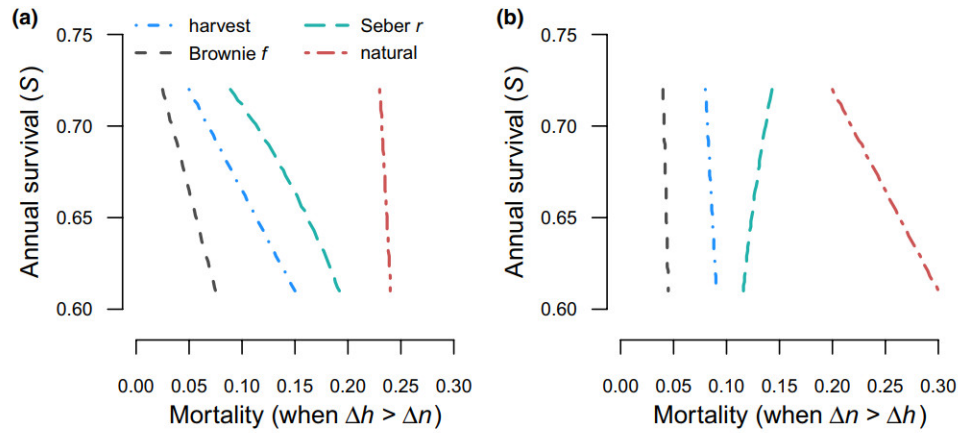 (a)
harvest
Seber r
Brownie f
natural
0.75
0.70
0.65
0.60
Annual survival (S)
0.00 0.05 0.10 0.15 0.20 0.25 0.30
Mortality (when Δh > Δn)
(b)
0.75
0.70
0.65
0.60
Annual survival (S)
0.00 0.05 0.10 0.15 0.20 0.25 0.30
Mortality (when Δn > Δh)